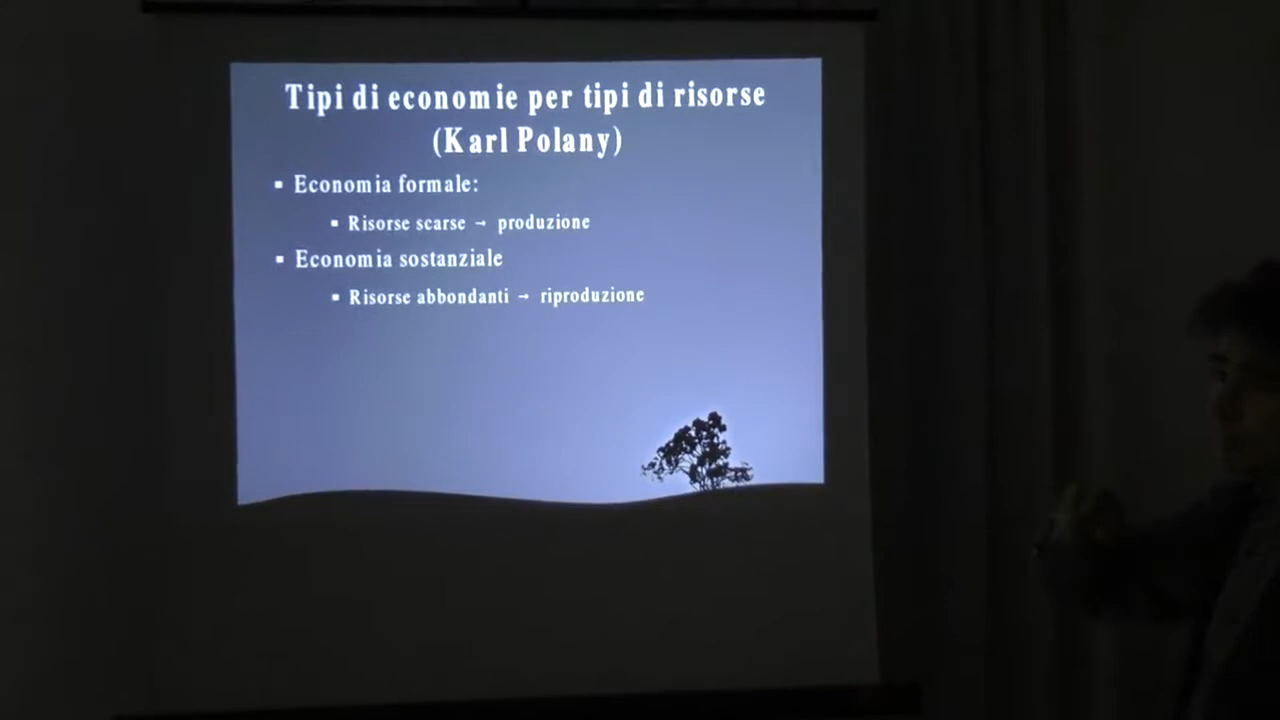 Tipi di economie per tipi di risorse
(Karl Polany)
▪ Economia formale:
▪ Risorse scarse → produzione
▪ Economia sostanziale
▪ Risorse abbondanti → riproduzione